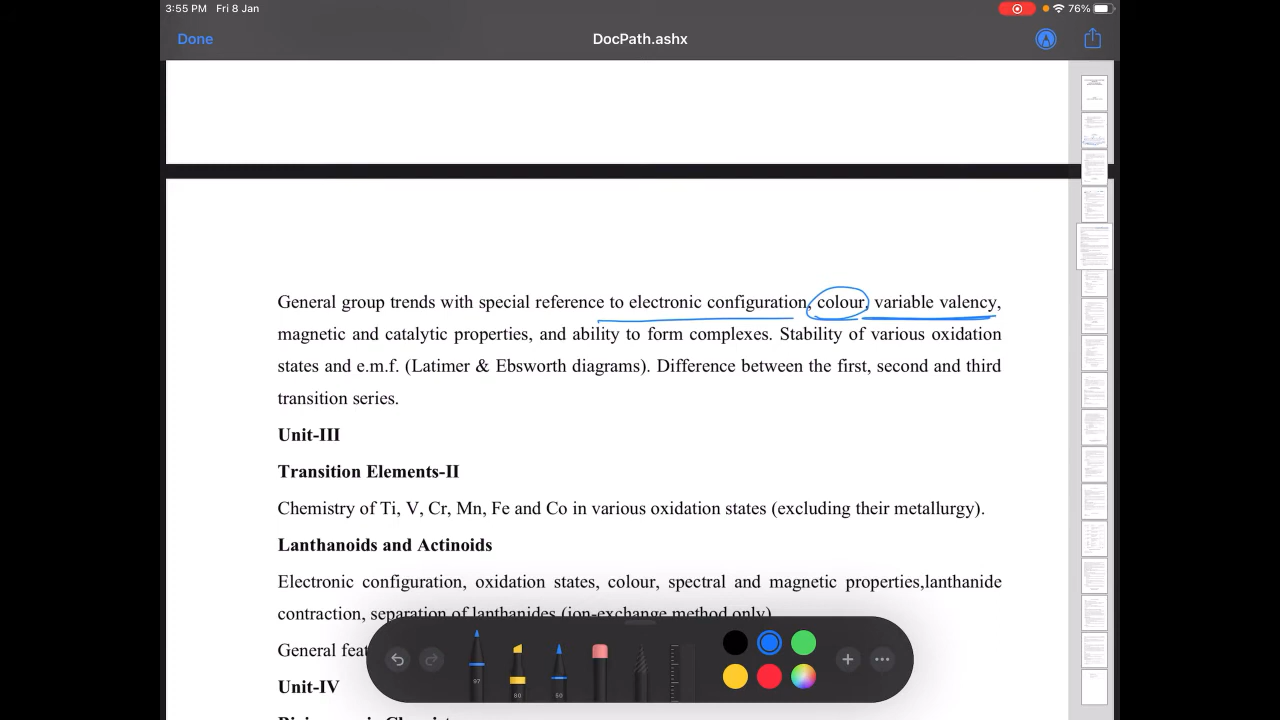 3:55 PM Fri 8 Jan 76%
Done DocPath.ashx
General group trends with special reference to electronic configuration, colour, variable valency,
magnetic and catalytic properties, and ability to form complexes. Stability of various oxidation
states and e.m.f. (Latimer & Ebsworth diagrams). Difference between the first, second and third
transition series.
Unit-III
Transition Elements-II
Chemistry of Ti, V, Cr, Mn, Fe and Co in various oxidation states (excluding their metallurgy).
Lanthanoids and Actinoids:
Electronic configuration,oxidation states, colour,spectral and magnetic properties,lanthanide
contraction, separation of lanthanides (ion-exchange method only).
General feat
Unit-IV
80 50